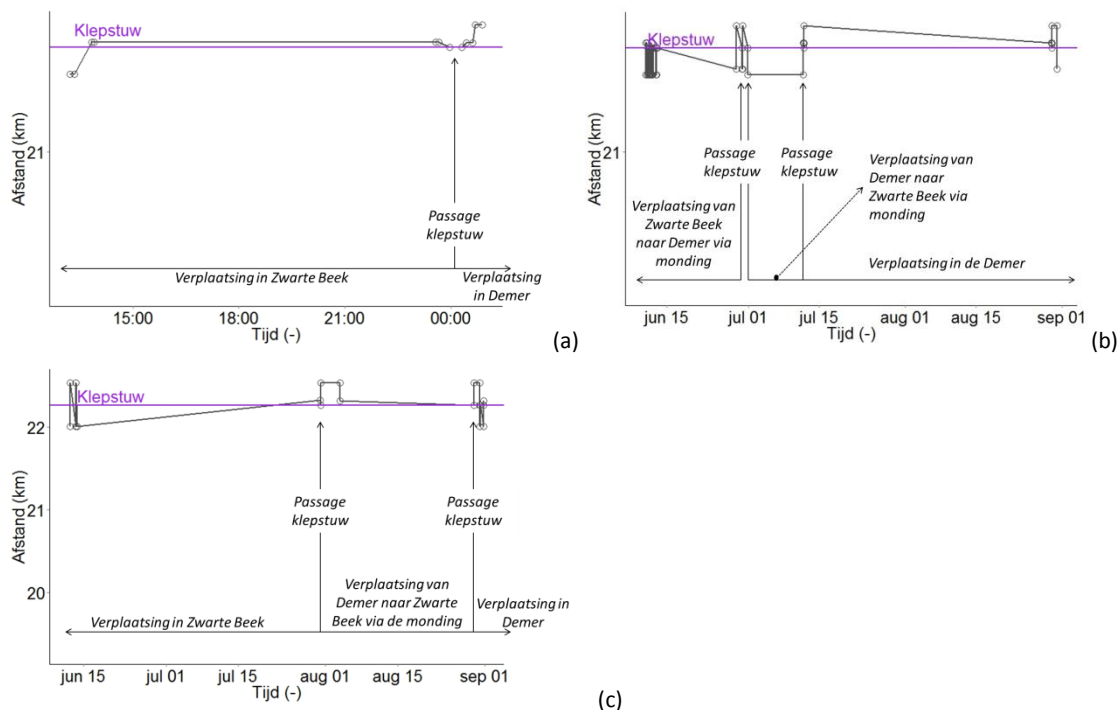 Klepstuw
Afstand (km)
21
Passage
klepstuw
Verplaatsing in Zwarte Beek
Verplaatsing
in Demer
15:00 18:00 21:00 00:00
Tijd (-)
(a)
Klepstuw
Afstand (km)
21
Passage
klepstuw
Passage
klepstuw
Verplaatsing van
Demer naar
Zwarte Beek via
monding
Verplaatsing van
Zwarte Beek
naar Demer via
monding
Verplaatsing in de Demer
jun 15 jul 01 jul 15 aug 01 aug 15 sep 01
Tijd (-)
(b)
Klepstuw
Afstand (km)
22
21
20
Passage
klepstuw
Passage
klepstuw
Verplaatsing in Zwarte Beek
Verplaatsing van
Demer naar Zwarte
Beek via de monding
Verplaatsing in
Demer
jun 15 jul 01 jul 15 aug 01 aug 15 sep 01
Tijd (-)
(c)